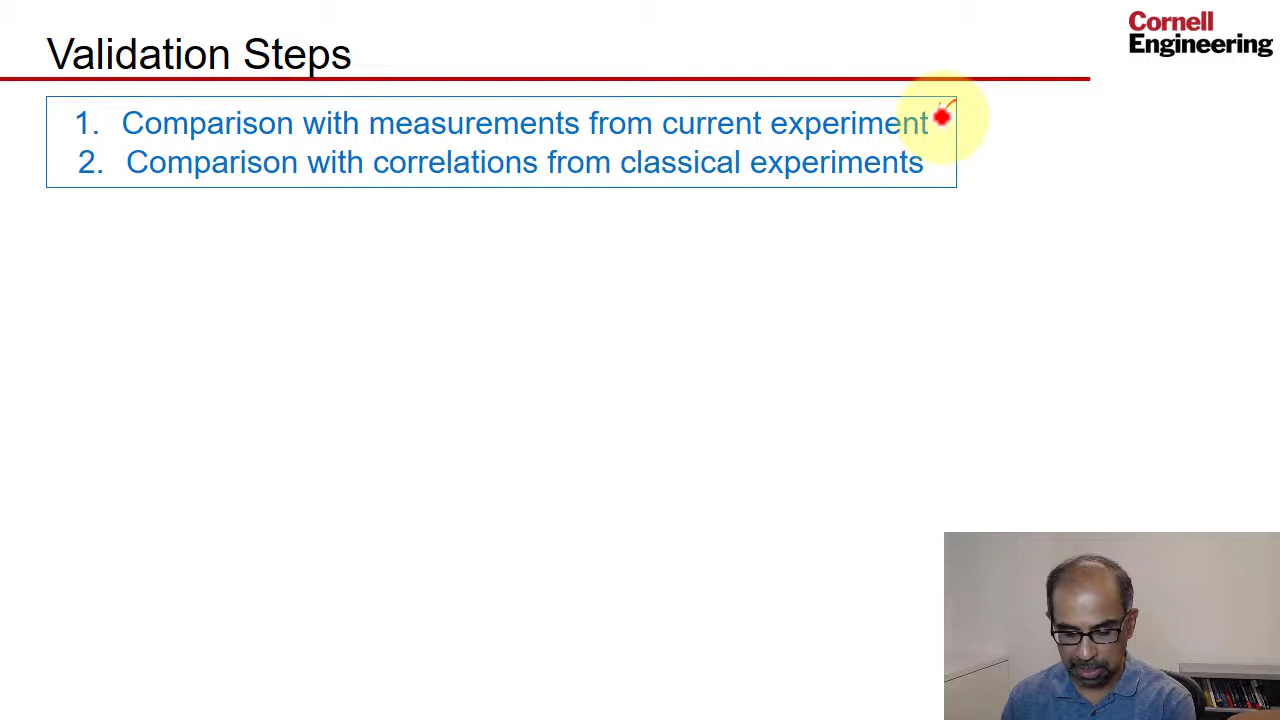 Cornell
Engineering
Validation Steps
1. Comparison with measurements from current experiment
2. Comparison with correlations from classical experiments